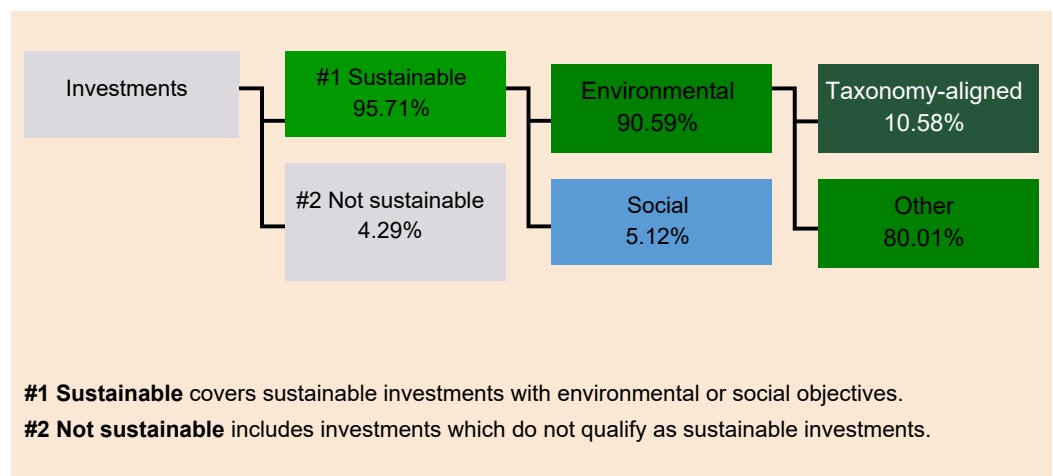 Investments
#1 Sustainable
95.71%
#2 Not sustainable
4.29%
Environmental
90.59%
Social
5.12%
Taxonomy-aligned
10.58%
Other
80.01%
#1 Sustainable covers sustainable investments with environmental or social objectives.
#2 Not sustainable includes investments which do not qualify as sustainable investments.